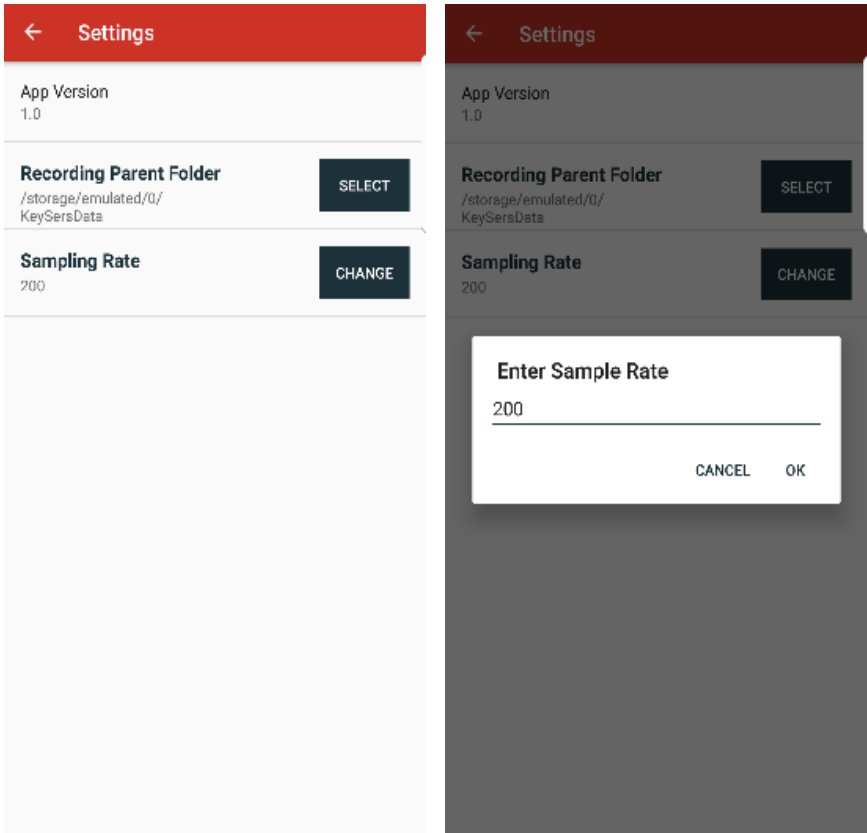 Settings
App Version
1.0
Recording Parent Folder
/storage/emulated/0/
KeySersData
SELECT
Sampling Rate
200
CHANGE
Settings
App Version
1.0
Recording Parent Folder
/storage/emulated/0/
KeySersData
SELECT
Sampling Rate
200
CHANGE
Enter Sample Rate
200
CANCEL OK